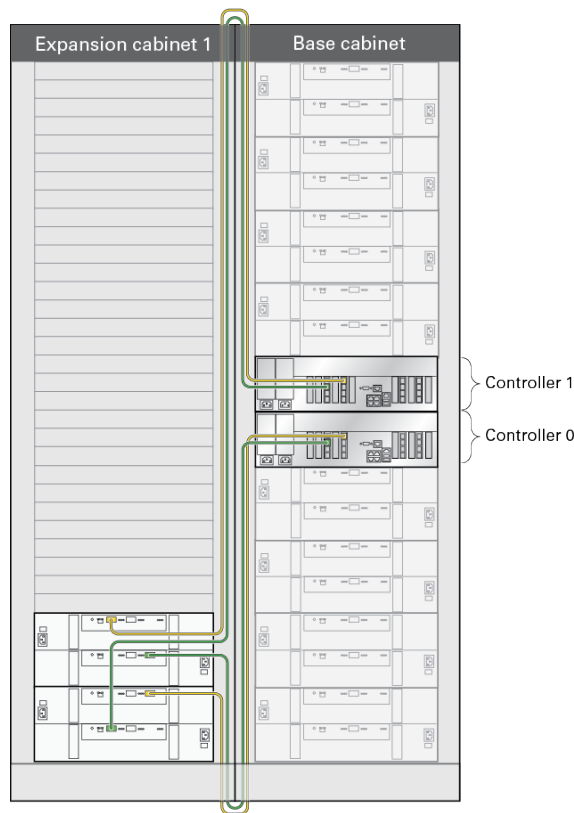 Expansion cabinet 1
Base cabinet
Controller 1
Controller 0